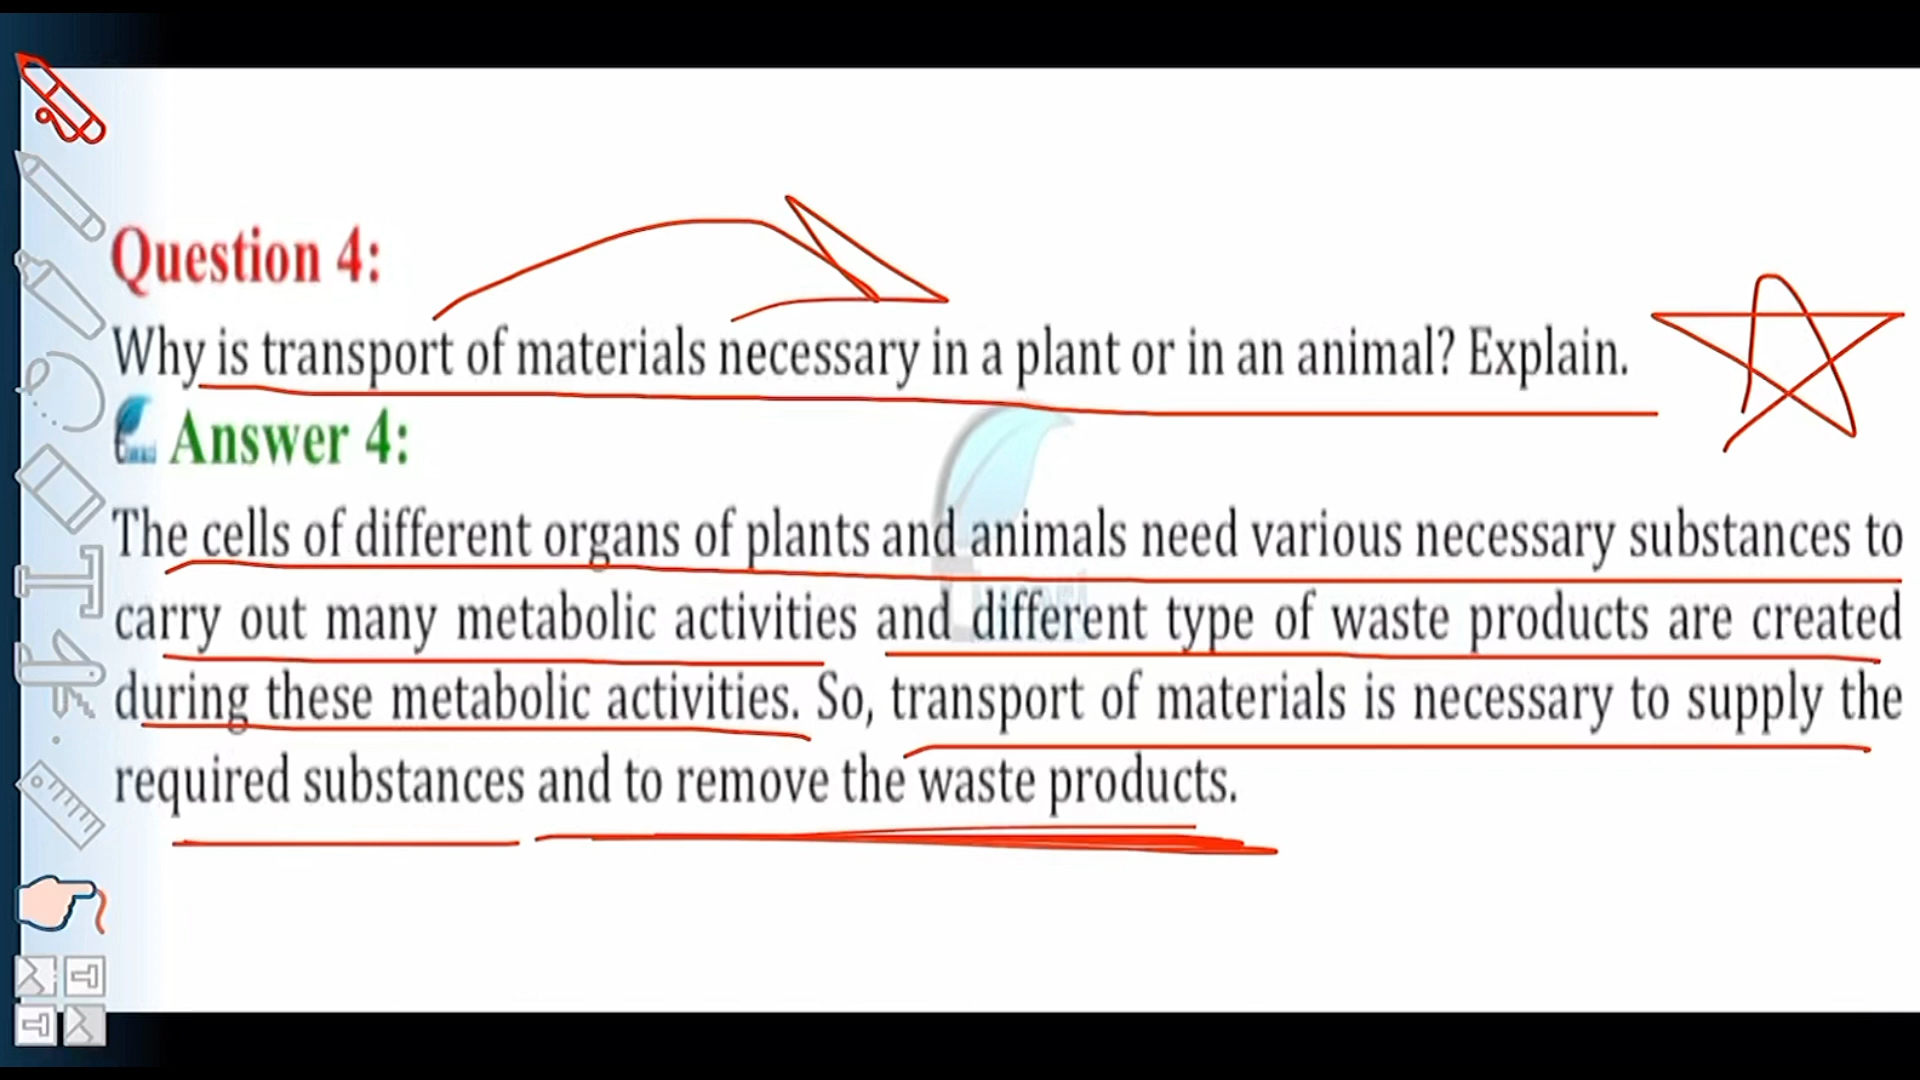 Question 4:
Why is transport of materials necessary in a plant or in an animal? Explain.
Answer 4:
The cells of different organs of plants and animals need various necessary substances to
carry out many metabolic activities and different type of waste products are created
during these metabolic activities. So, transport of materials is necessary to supply the
required substances and to remove the waste products.